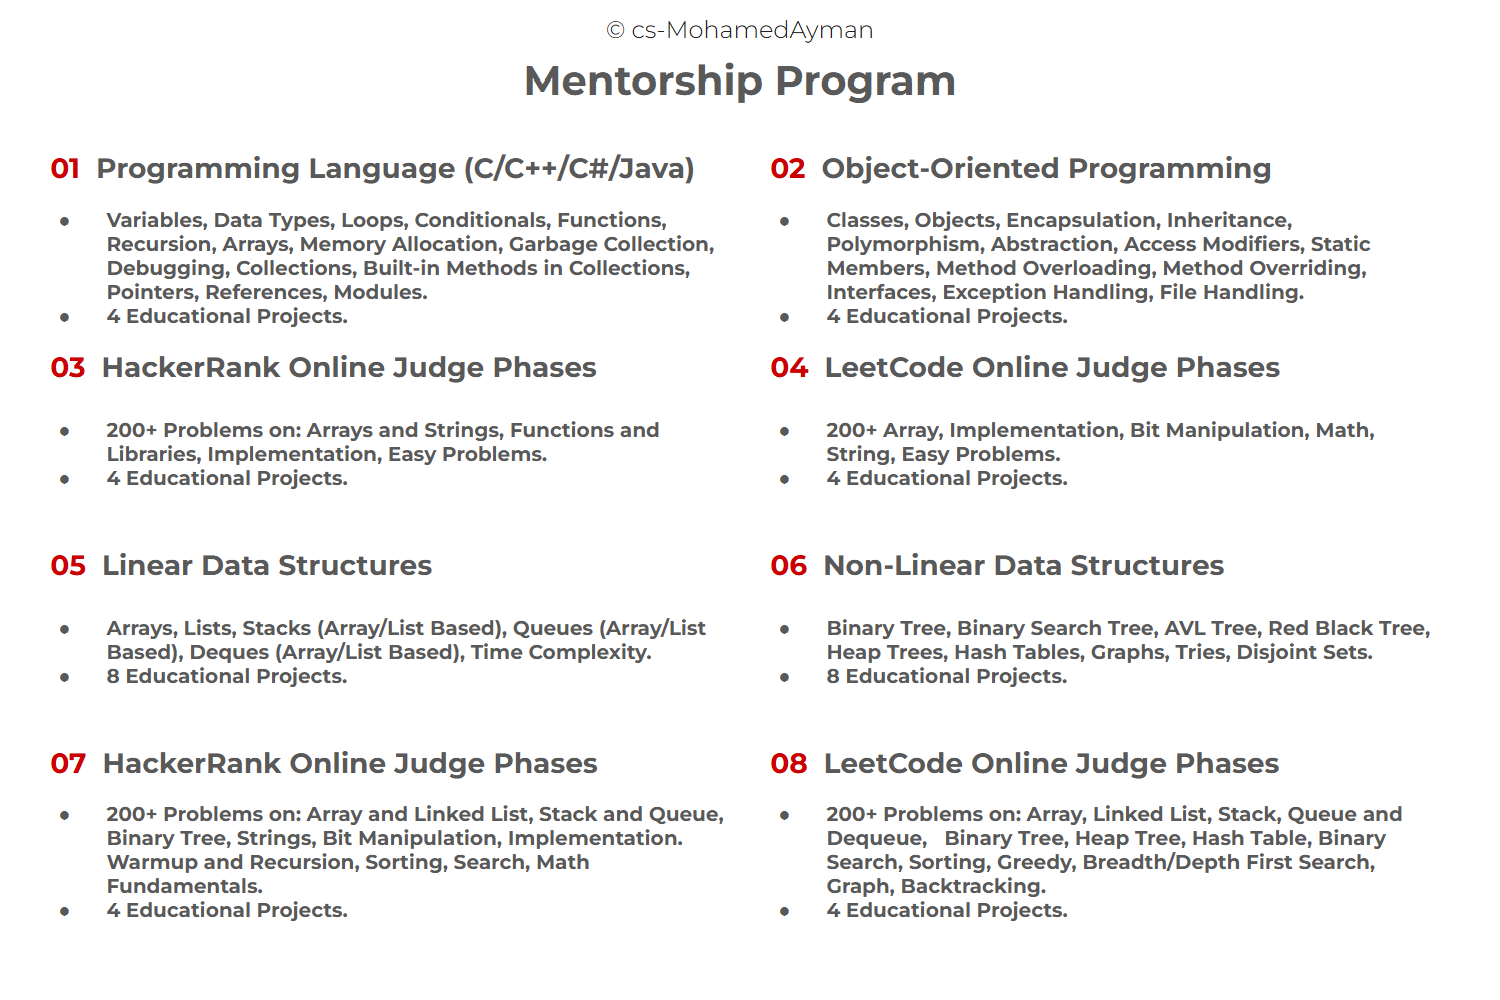 © cs-MohamedAyman
Mentorship Program
01 Programming Language (C/C++/C#/Java)
● Variables, Data Types, Loops, Conditionals, Functions,
Recursion, Arrays, Memory Allocation, Garbage Collection,
Debugging, Collections, Built-in Methods in Collections,
Pointers, References, Modules.
● 4 Educational Projects.
02 Object-Oriented Programming
● Classes, Objects, Encapsulation, Inheritance,
Polymorphism, Abstraction, Access Modifiers, Static
Members, Method Overloading, Method Overriding,
Interfaces, Exception Handling, File Handling.
● 4 Educational Projects.
03 HackerRank Online Judge Phases
● 200+ Problems on: Arrays and Strings, Functions and
Libraries, Implementation, Easy Problems.
● 4 Educational Projects.
04 LeetCode Online Judge Phases
● 200+ Array, Implementation, Bit Manipulation, Math,
String, Easy Problems.
● 4 Educational Projects.
05 Linear Data Structures
● Arrays, Lists, Stacks (Array/List Based), Queues (Array/List
Based), Deques (Array/List Based), Time Complexity.
● 8 Educational Projects.
06 Non-Linear Data Structures
● Binary Tree, Binary Search Tree, AVL Tree, Red Black Tree,
Heap Trees, Hash Tables, Graphs, Tries, Disjoint Sets.
● 8 Educational Projects.
07 HackerRank Online Judge Phases
● 200+ Problems on: Array and Linked List, Stack and Queue,
Binary Tree, Strings, Bit Manipulation, Implementation.
Warmup and Recursion, Sorting, Search, Math
Fundamentals.
● 4 Educational Projects.
08 LeetCode Online Judge Phases
● 200+ Problems on: Array, Linked List, Stack, Queue and
Dequeue, Binary Tree, Heap Tree, Hash Table, Binary
Search, Sorting, Greedy, Breadth/Depth First Search,
Graph, Backtracking.
● 4 Educational Projects.